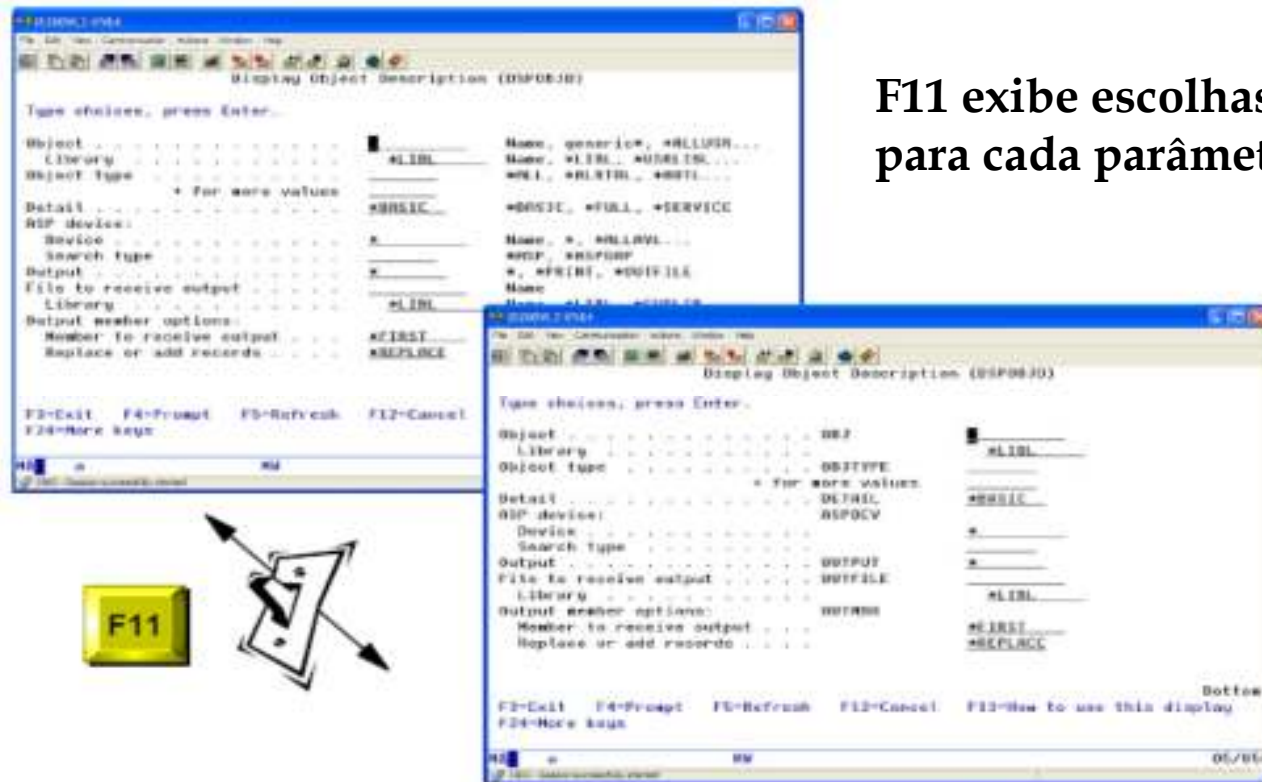 F11 exibe escolhas
para cada parâmet
Display Object Description (DSPOBJD)
Type choices, press Enter.
Object . . . . . . . . . . . . Name, generic*, *ALLUSR...
Library . . . . . . . . . . . *LIBL Name, *LIBL, *USRLIBL...
Object type . . . . . . . . . . *ALL, *ALRTBL, *AUTL...
+ for more values
Detail . . . . . . . . . . . . *BASIC *BASIC, *FULL, *SERVICE
ASP device:
Device . . . . . . . . . . . * Name, *, *ALLAVL...
Search type . . . . . . . . . *ASP, *ASPGRP
Output . . . . . . . . . . . . * *, *PRINT, *OUTFILE
File to receive output . . . . . Name
Library . . . . . . . . . . . *LIBL Name, *LIBL, *CURLIB
Output member options:
Member to receive output . . . *FIRST
Replace or add records . . . . *REPLACE
F3=Exit F4=Prompt F5=Refresh F12=Cancel
F24=More keys
MW
Display Object Description (DSPOBJD)
Type choices, press Enter.
Object . . . . . . . . . . . . OBJ
Library . . . . . . . . . . . *LIBL
Object type . . . . . . . . . . OBJTYPE
+ for more values
Detail . . . . . . . . . . . . DETAIL *BASIC
ASP device: ASPDEV
Device . . . . . . . . . . . *
Search type . . . . . . . . .
Output . . . . . . . . . . . . OUTPUT *
File to receive output . . . . . OUTFILE
Library . . . . . . . . . . . *LIBL
Output member options: OUTMBR
Member to receive output . . . *FIRST
Replace or add records . . . . *REPLACE
Bottom
F3=Exit F4=Prompt F5=Refresh F12=Cancel F13=How to use this display
F24=More keys
MW
F11